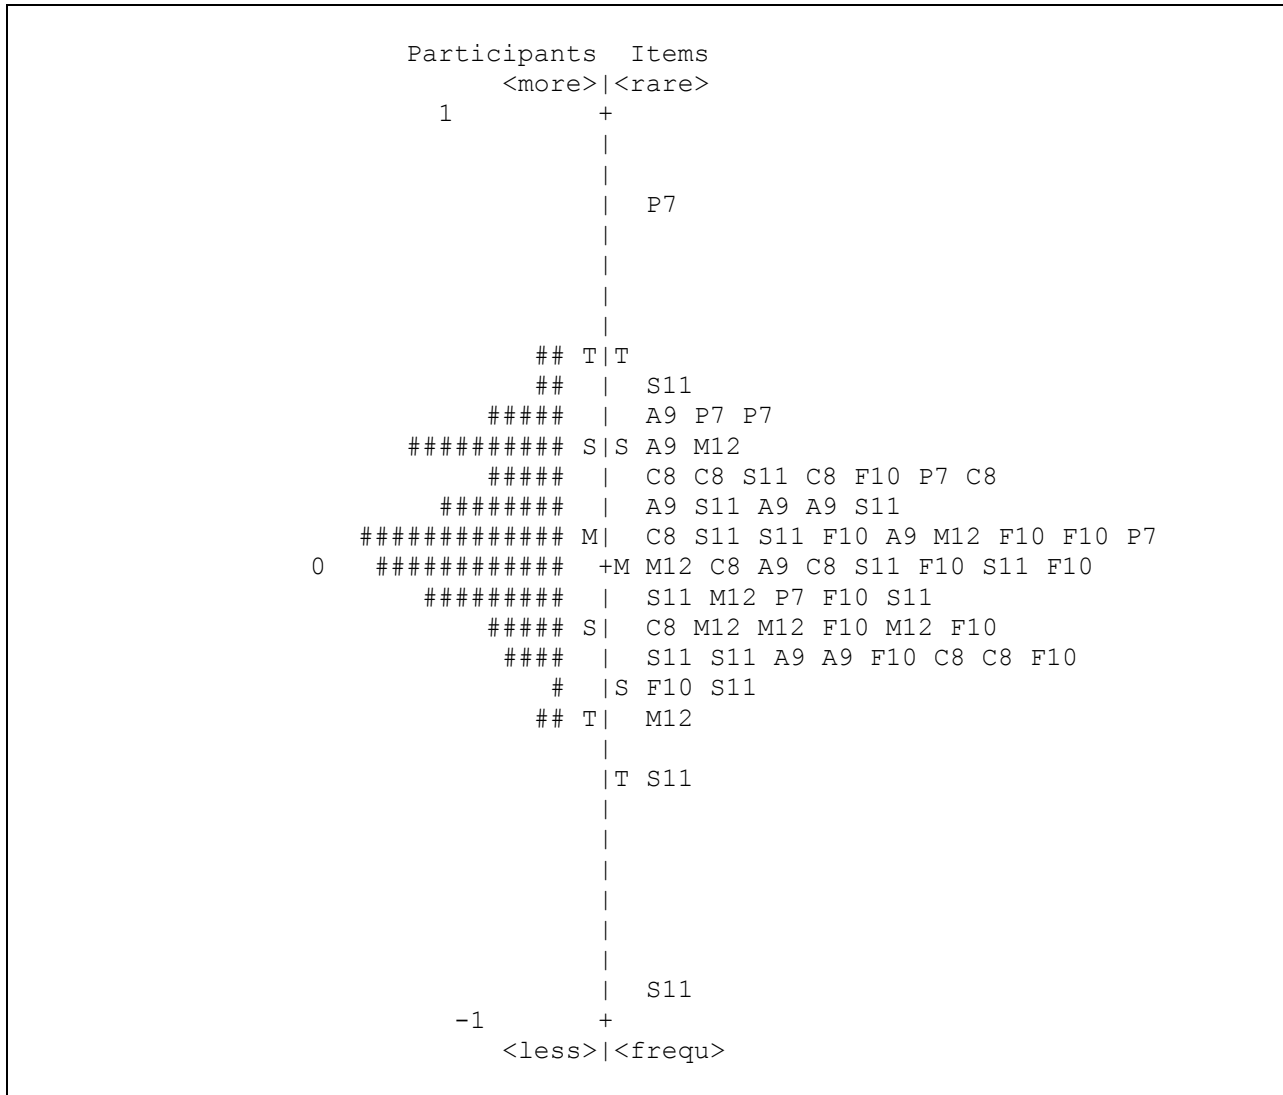 Participants  Items
<more>|<rare>
1 +
|
|
| P7
|
|
|
|
## T|T
## | S11
##### | A9 P7 P7
########## S|S A9 M12
##### | C8 C8 S11 C8 F10 P7 C8
######## | A9 S11 A9 A9 S11
############# M| C8 S11 S11 F10 A9 M12 F10 F10 P7
0 ############ +M M12 C8 A9 C8 S11 F10 S11 F10
######### | S11 M12 P7 F10 S11
##### S| C8 M12 M12 F10 M12 F10
#### | S11 S11 A9 A9 F10 C8 C8 F10
# |S F10 S11
## T| M12
|
|T S11
|
|
|
|
|
|
| S11
-1 +
<less>|<frequ>